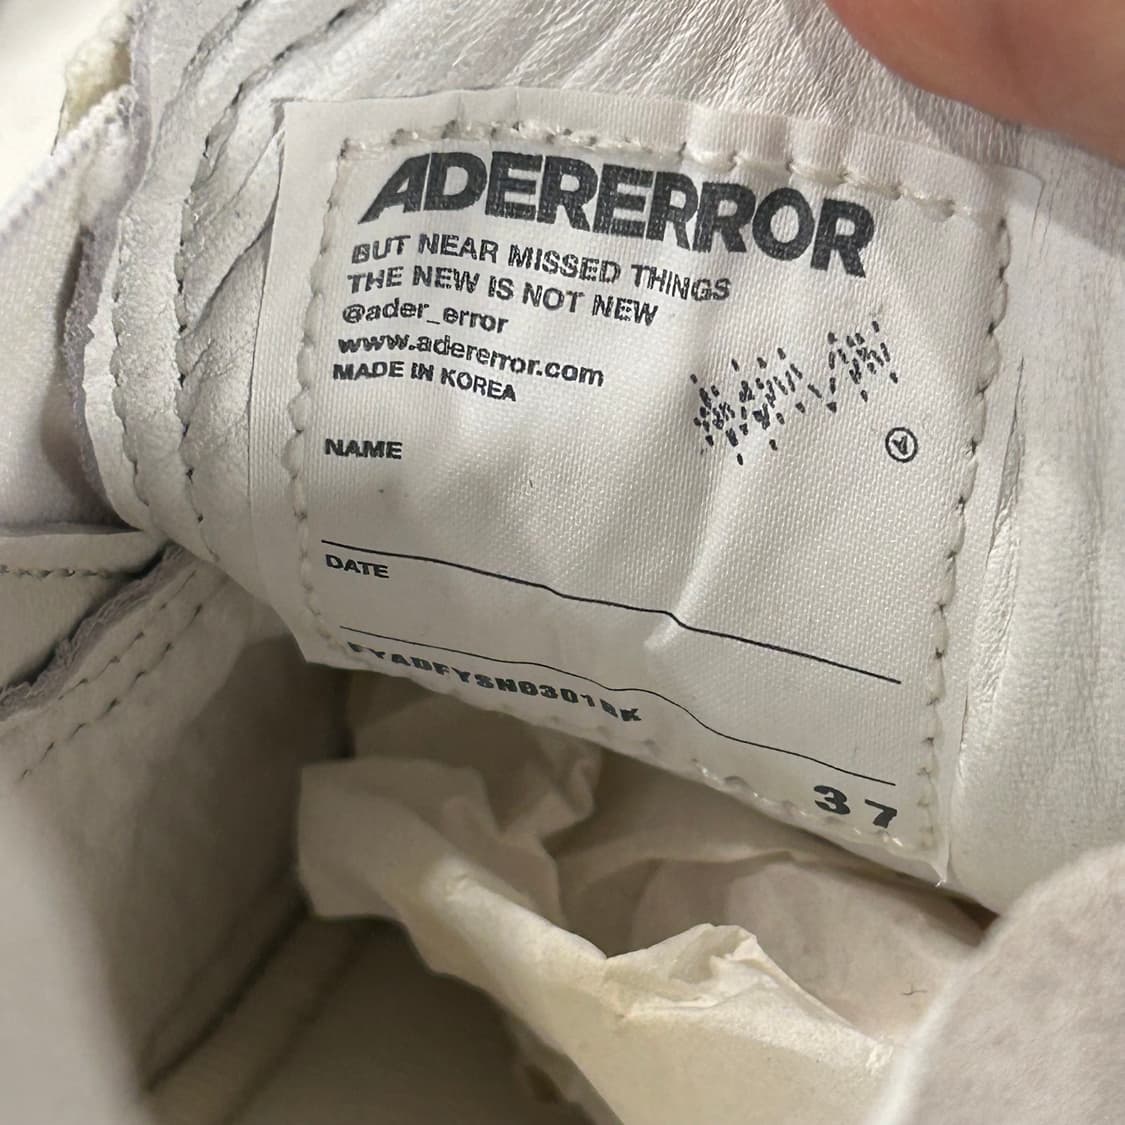 ADERERROR
BUT NEAR MISSED THINGS
THE NEW IS NOT NEW
@ader_error
www.adererror.com
MADE IN KOREA
NAME
DATE
FYADFYSN0301BK
37